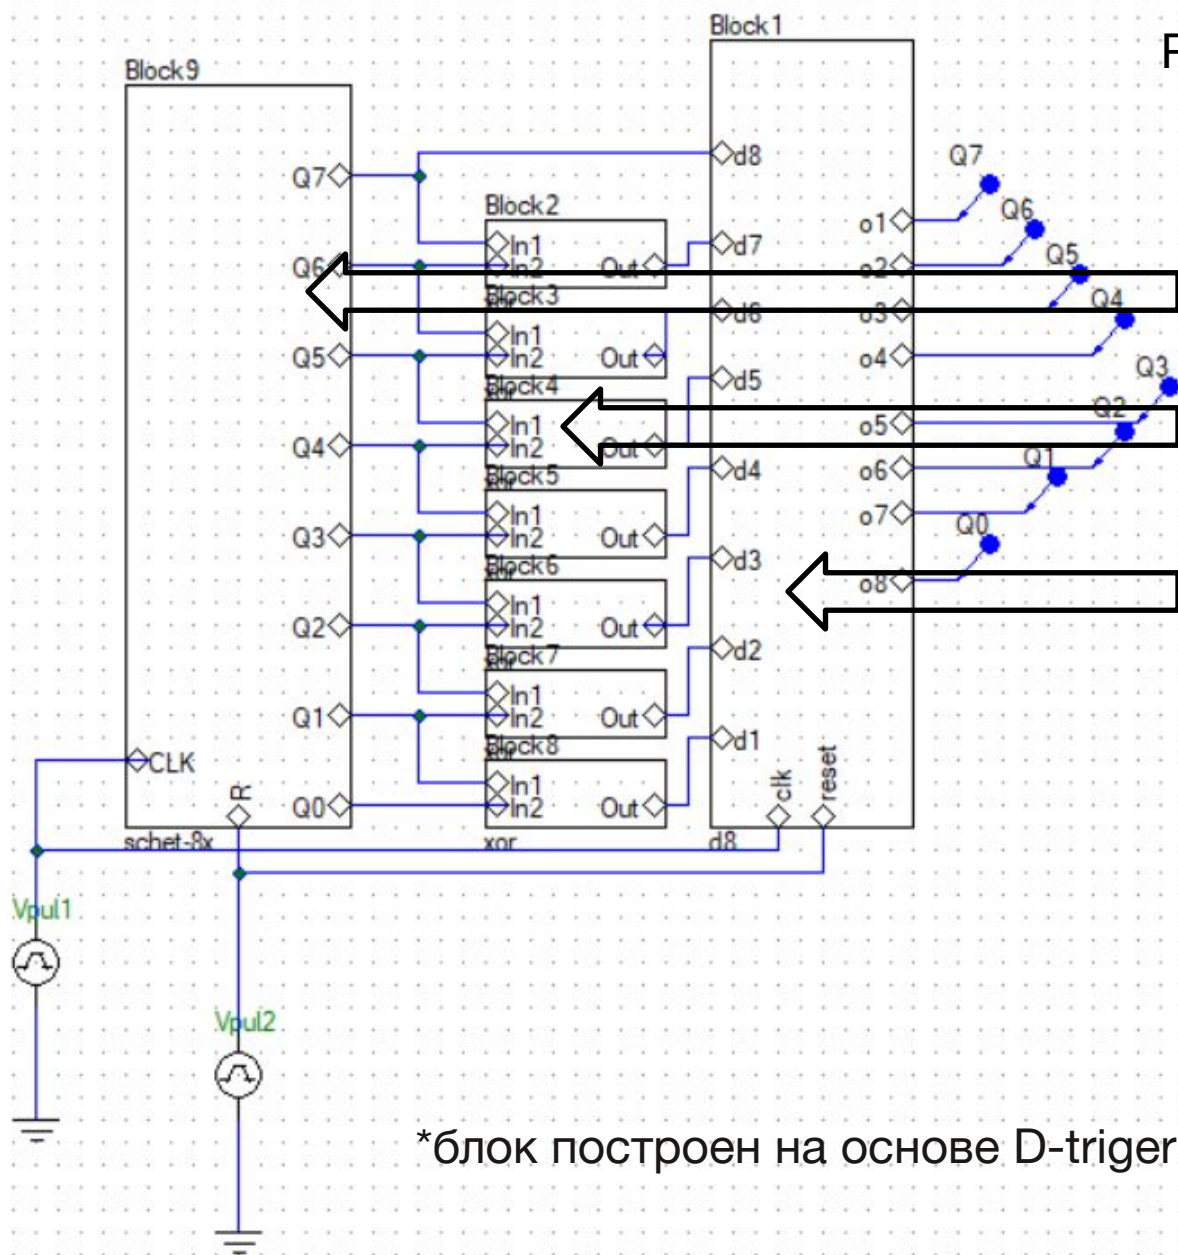 Block1
Block9
Q7
d8
Q7
Block2
In1
In2
Out
d7
o1
Q6
Q6
o2
Q5
Block3
In1
In2
Out
d6
o3
Q4
Q5
o4
Block4
In1
In2
Out
d5
o5
Q3
Q2
Q4
o6
Q1
Block5
In1
In2
Out
d4
o7
Q0
Q3
Block6
In1
In2
Out
d3
o8
Q2
Block7
In1
In2
Out
d2
Q1
Block8
In1
In2
Out
d1
CLK
R
Q0
clk
reset
schet-8x
xor
d8
Vpul1
Vpul2
*блок построен на основе D-triger